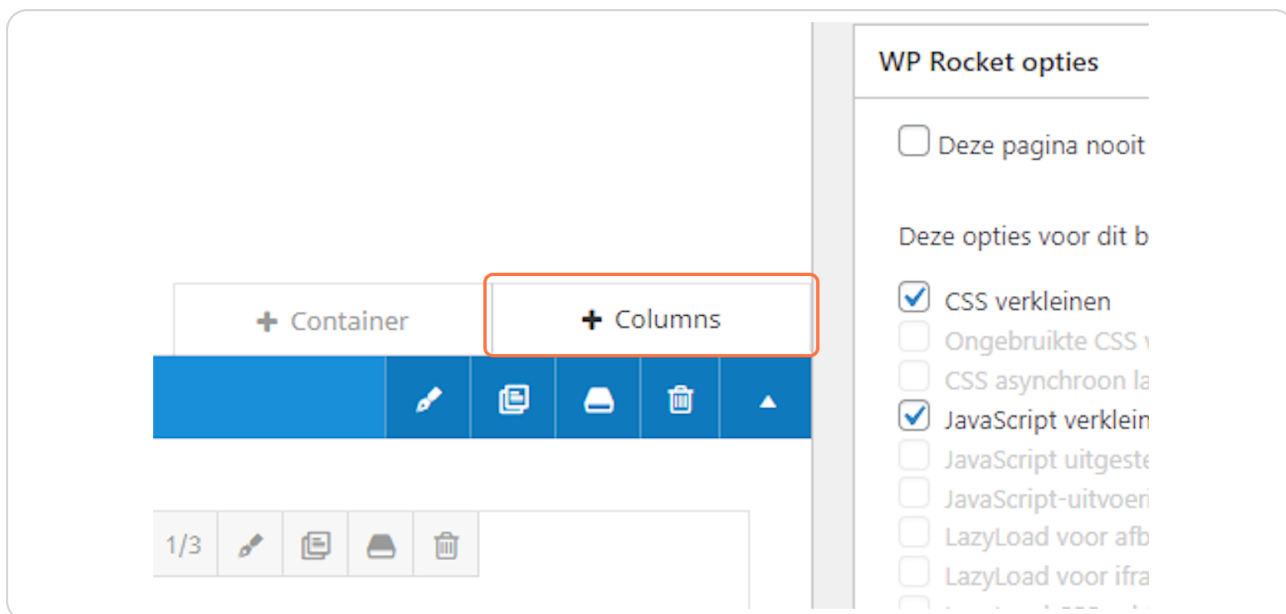 WP Rocket opties
Deze pagina nooit
Deze opties voor dit b
+ Container
+ Columns
CSS verkleinen
Ongebruikte CSS
CSS asynchroon la
JavaScript verklein
JavaScript uitgeste
JavaScript-uitvoeri
LazyLoad voor afb
LazyLoad voor ifra
1/3